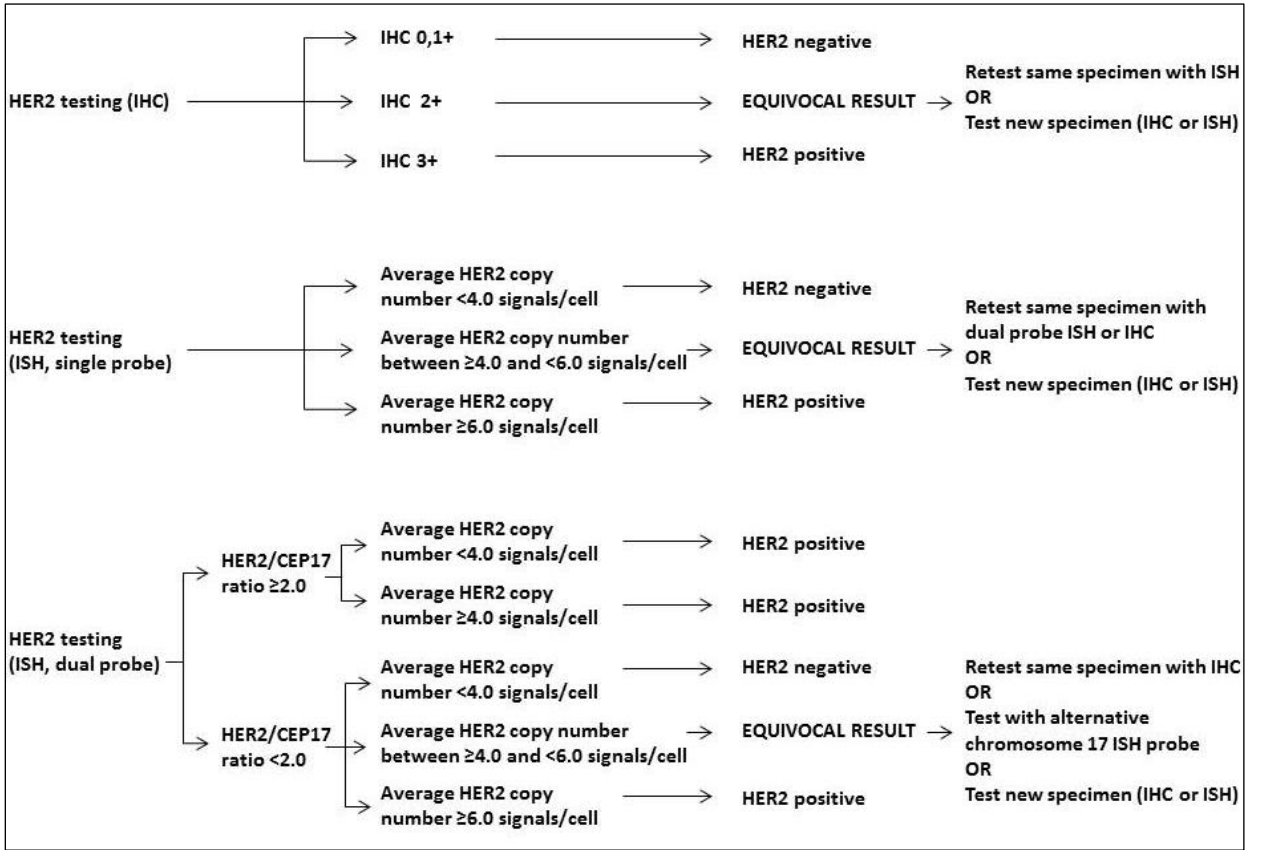 HER2 testing (IHC)
IHC 0,1+
HER2 negative
IHC 2+
EQUIVOCAL RESULT
Retest same specimen with ISH
OR
Test new specimen (IHC or ISH)
IHC 3+
HER2 positive
HER2 testing
(ISH, single probe)
Average HER2 copy
number <4.0 signals/cell
HER2 negative
Average HER2 copy number
between ≥4.0 and <6.0 signals/cell
EQUIVOCAL RESULT
Retest same specimen with
dual probe ISH or IHC
OR
Test new specimen (IHC or ISH)
Average HER2 copy
number ≥6.0 signals/cell
HER2 positive
HER2 testing
(ISH, dual probe)
HER2/CEP17
ratio ≥2.0
Average HER2 copy
number <4.0 signals/cell
HER2 positive
Average HER2 copy
number ≥4.0 signals/cell
HER2 positive
HER2/CEP17
ratio <2.0
Average HER2 copy
number <4.0 signals/cell
HER2 negative
Average HER2 copy number
between ≥4.0 and <6.0 signals/cell
EQUIVOCAL RESULT
Retest same specimen with IHC
OR
Test with alternative
chromosome 17 ISH probe
OR
Test new specimen (IHC or ISH)
Average HER2 copy
number ≥6.0 signals/cell
HER2 positive